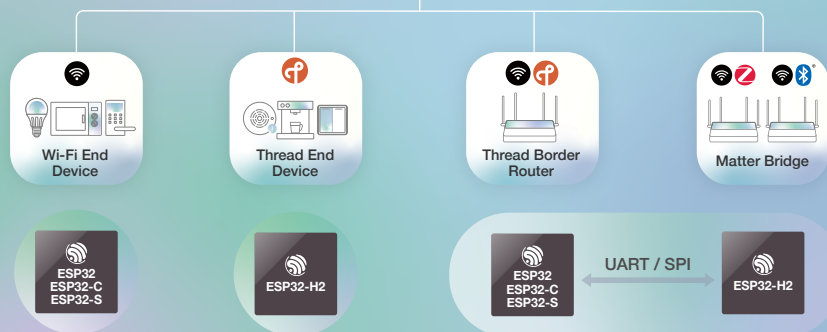 Wi-Fi End
Device
Thread End
Device
Thread Border
Router
Matter Bridge
ESP32
ESP32-C
ESP32-S
ESP32-H2
ESP32
ESP32-C
ESP32-S
UART / SPI
ESP32-H2